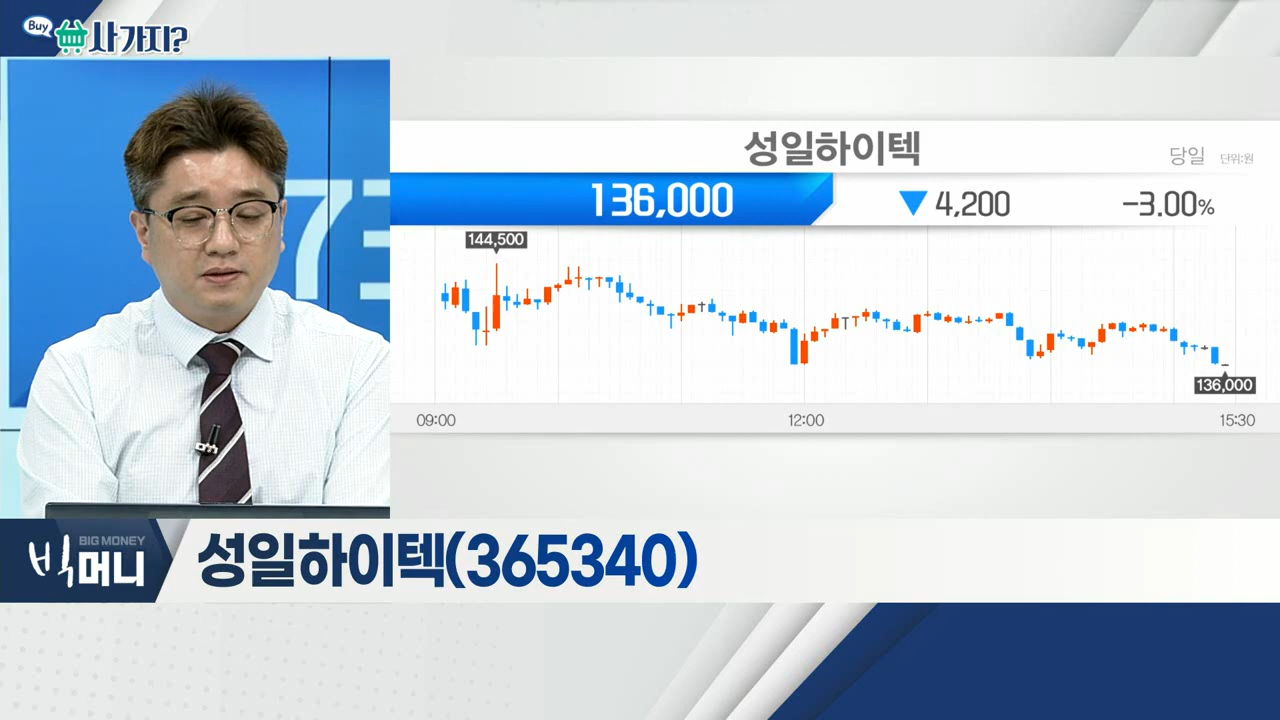 Buy 사가지?
73
성일하이텍
당일 단위:원
136,000 ▼4,200 -3.00%
144,500
136,000
09:00 12:00 15:30
빅머니 BIG MONEY
성일하이텍(365340)